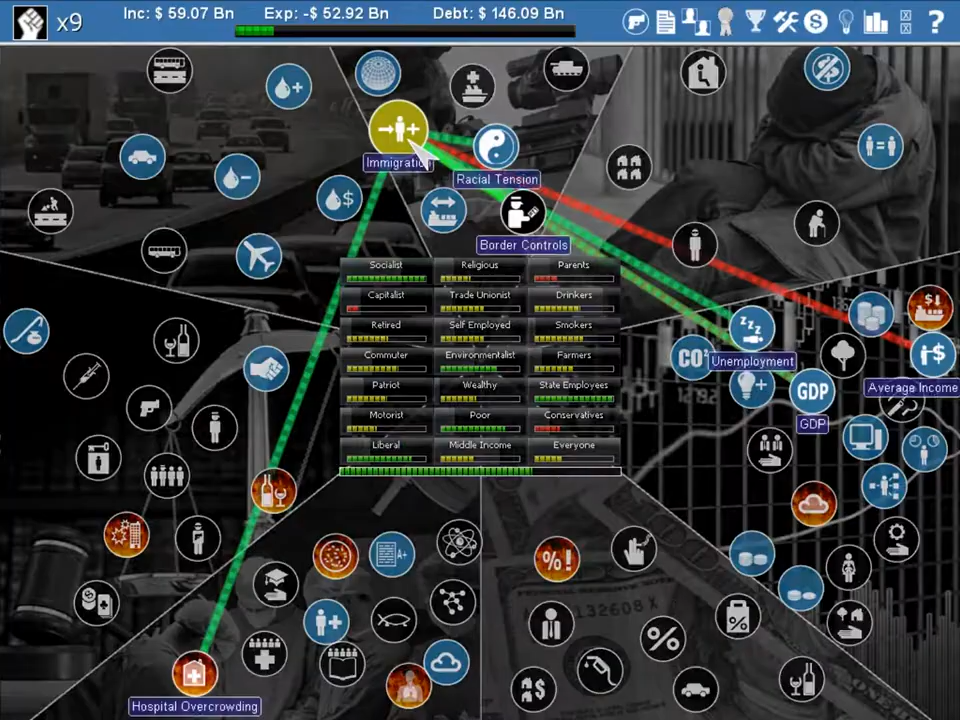 x9 Inc: $ 59.07 Bn Exp: -$ 52.92 Bn Debt: $ 146.09 Bn ?
Immigration
Racial Tension
Border Controls
Socialist Religious Parents
Capitalist Trade Unionist Drinkers
Retired Self Employed Smokers
Commuter Environmentalist Farmers
Patriot Wealthy State Employees
Motorist Poor Conservatives
Liberal Middle Income Everyone
zzz
Unemployment
CO²
GDP
GDP
$
Average Income
A+
%!
%
$
Hospital Overcrowding